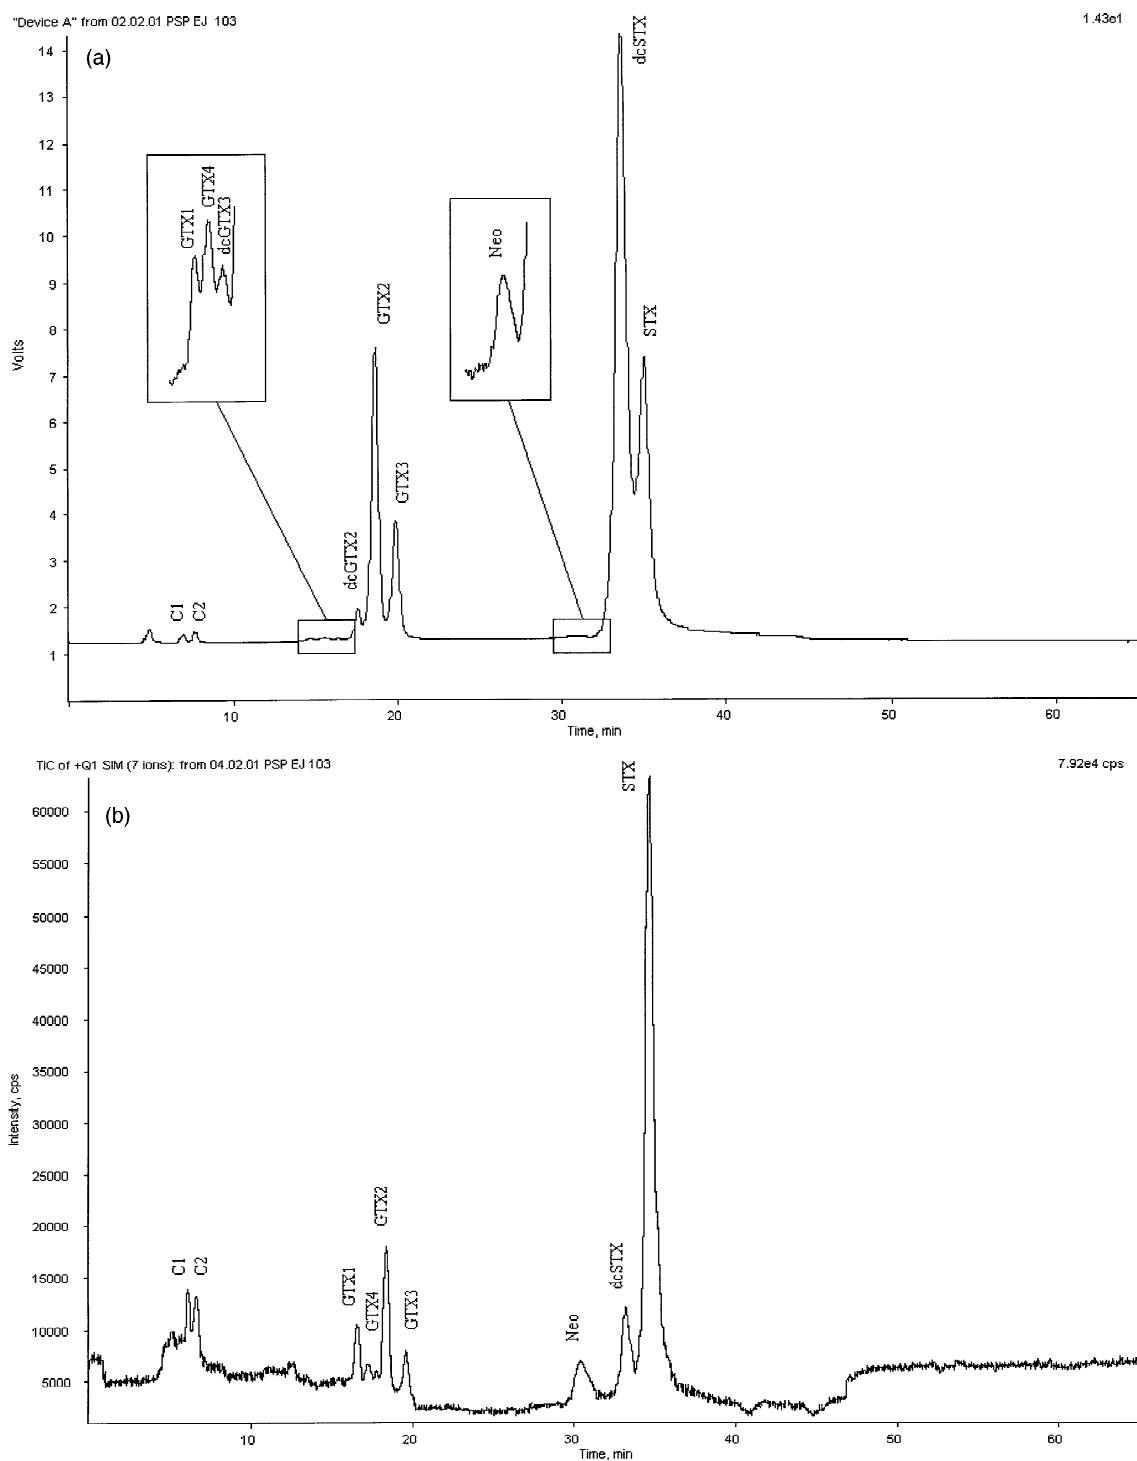 "Device A" from 02.02.01 PSP EJ 103
1.43e1
(a)
Volts
14
13
12
11
10
9
8
7
6
5
4
3
2
1
GTX1
GTX4
dcGTX3
Neo
C1
C2
dcGTX2
GTX2
GTX3
dcSTX
STX
10
20
30
40
50
60
Time, min
TIC of +Q1 SIM (7 ions): from 04.02.01 PSP EJ 103
7.92e4 cps
(b)
Intensity, cps
60000
55000
50000
45000
40000
35000
30000
25000
20000
15000
10000
5000
C1
C2
GTX1
GTX4
GTX2
GTX3
Neo
dcSTX
STX
10
20
30
40
50
60
Time, min